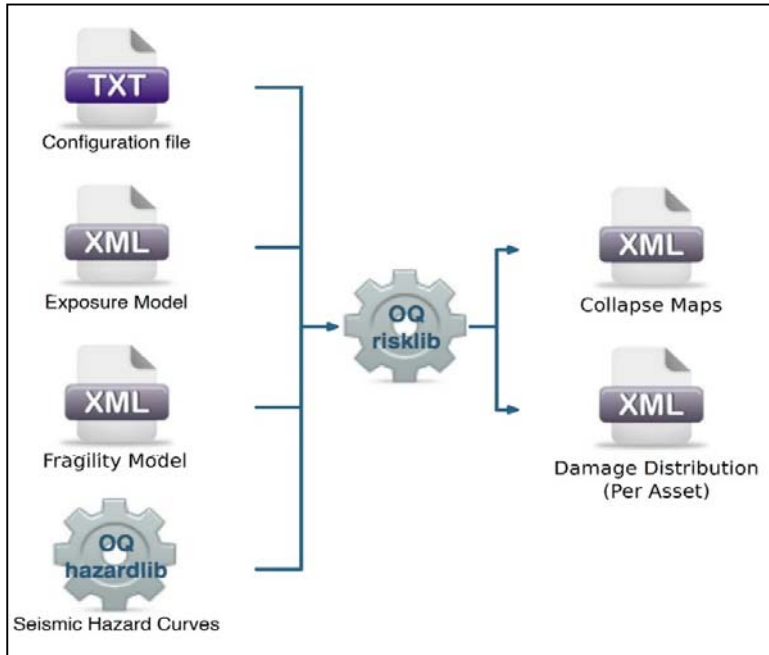 TXT
Configuration file
XML
Exposure Model
XML
Fragility Model
OQ
hazardlib
Seismic Hazard Curves
OQ
risklib
XML
Collapse Maps
XML
Damage Distribution
(Per Asset)